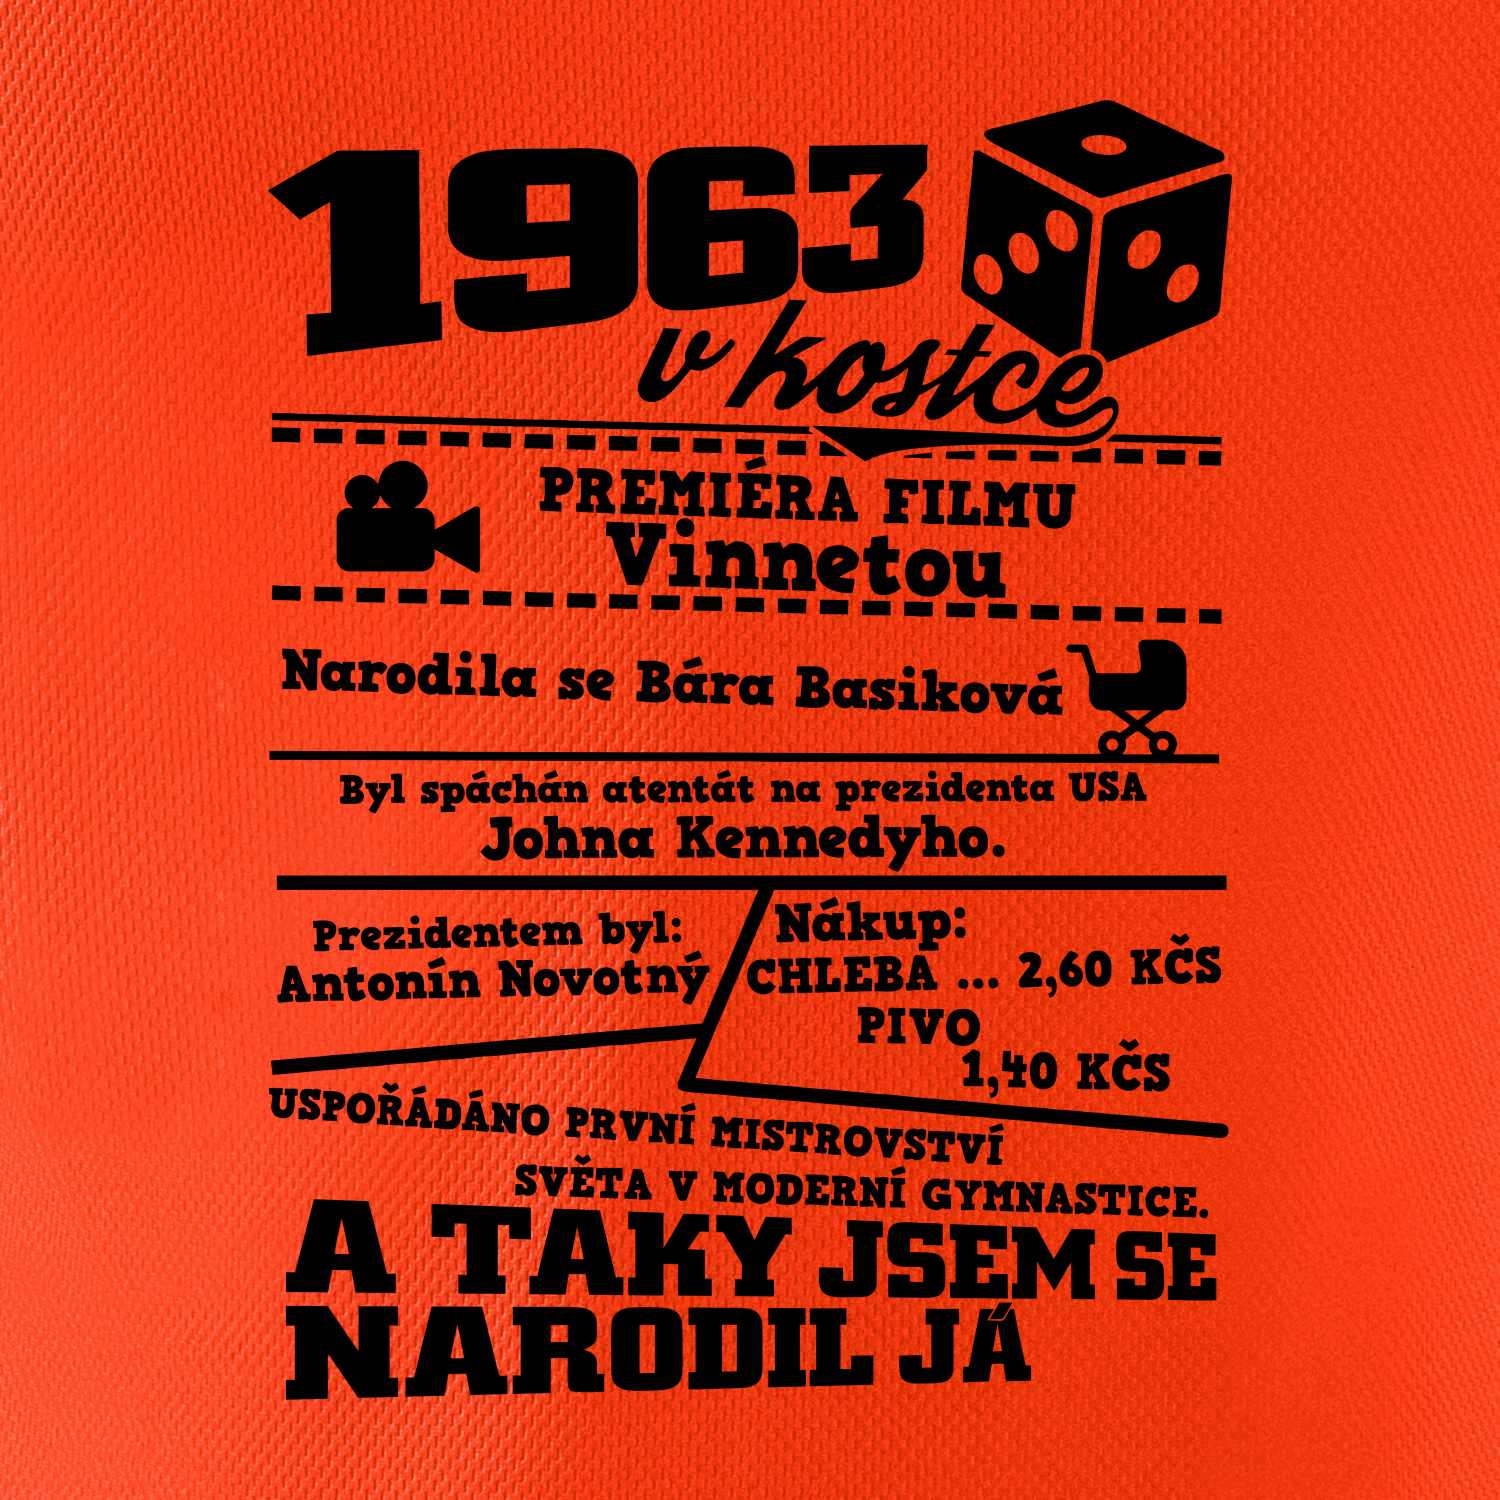 1963
v kostce
PREMIÉRA FILMU
Vinnetou
Narodila se Bára Basiková
Byl spáchán atentát na prezidenta USA
Johna Kennedyho.
Prezidentem byl:
Antonín Novotný
Nákup:
CHLEBA ... 2,60 KČS
PIVO
1,40 KČS
USPOŘÁDÁNO PRVNÍ MISTROVSTVÍ
SVĚTA V MODERNÍ GYMNASTICE.
A TAKY JSEM SE
NARODIL JÁ